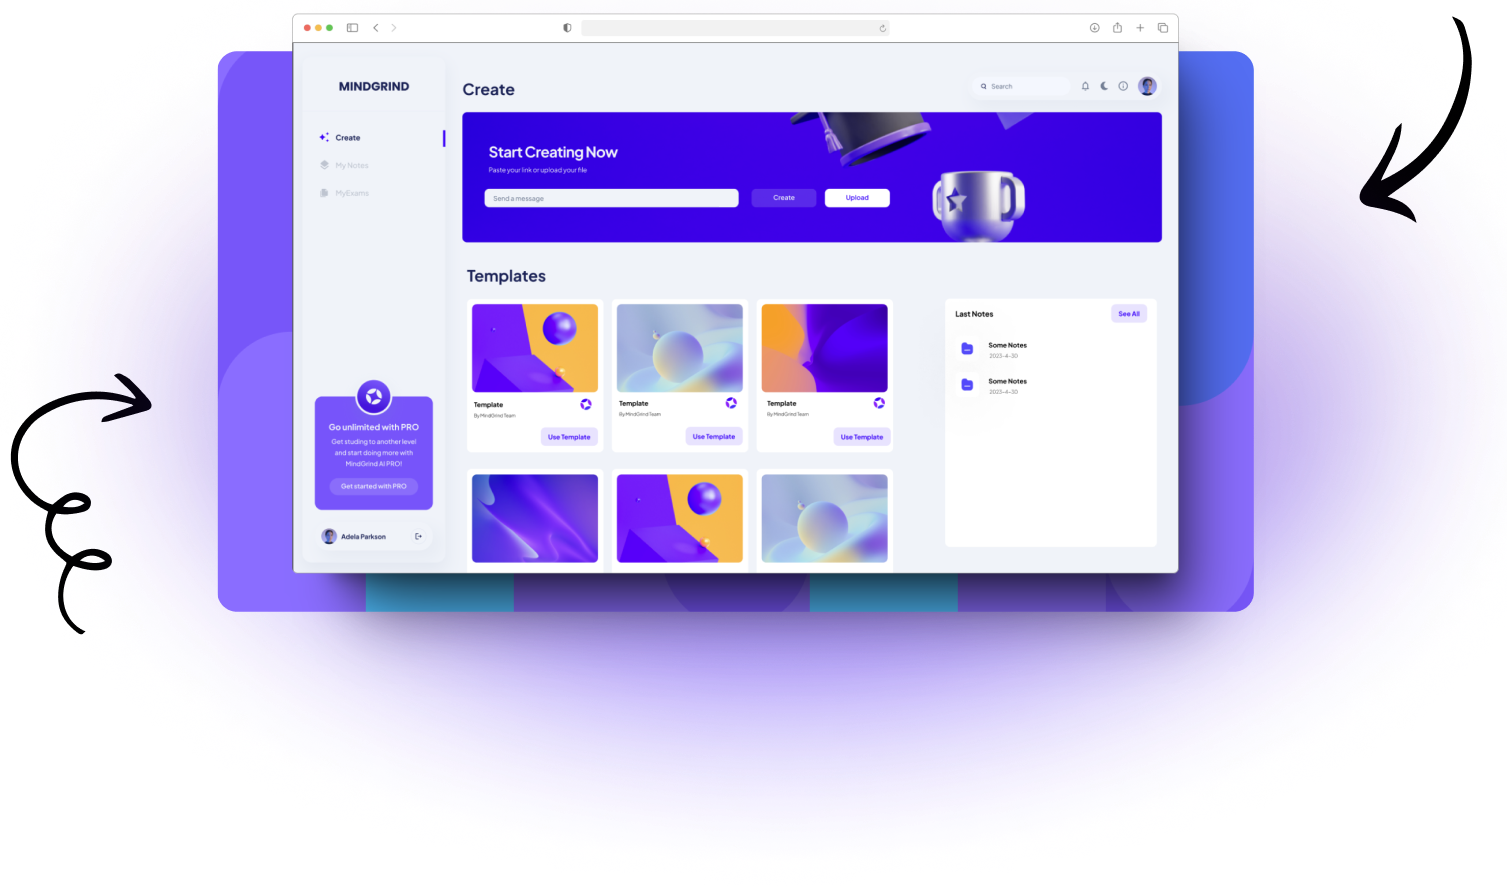 MINDGRIND
Create
My Notes
MyExams
Go unlimited with PRO
Get studing to another level
and start doing more with
MindGrind AI PRO!
Get started with PRO
Adela Parkson
Create
Search
Start Creating Now
Paste your link or upload your file
Send a message
Create
Upload
Templates
Template
By MindGrind Team
Use Template
Template
By MindGrind Team
Use Template
Template
By MindGrind Team
Use Template
Last Notes
See All
Some Notes
2023-4-30
Some Notes
2023-4-30